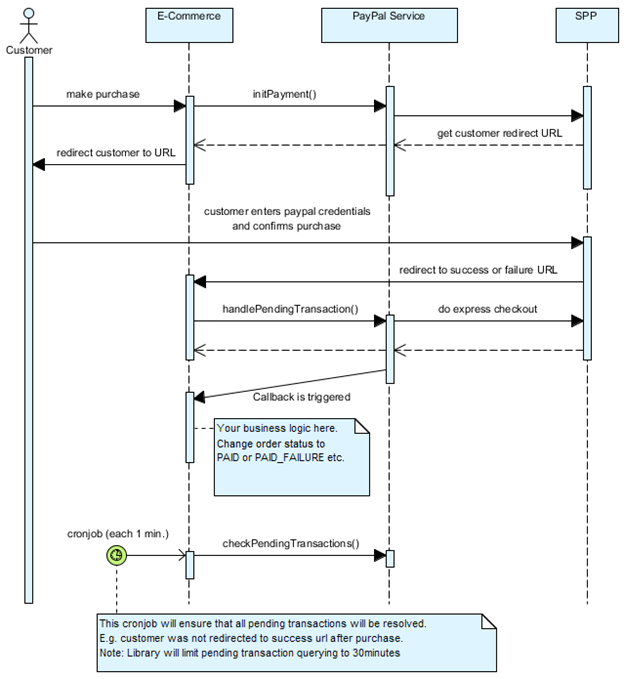 E-Commerce
PayPal Service
SPP
Customer
make purchase
initPayment()
get customer redirect URL
redirect customer to URL
customer enters paypal credentials
and confirms purchase
redirect to success or failure URL
handlePendingTransaction()
do express checkout
Callback is triggered
Your business logic here.
Change order status to
PAID or PAID_FAILURE etc.
cronjob (each 1 min.)
checkPendingTransactions()
This cronjob will ensure that all pending transactions will be resolved.
E.g. customer was not redirected to success url after purchase.
Note: Library will limit pending transaction querying to 30minutes